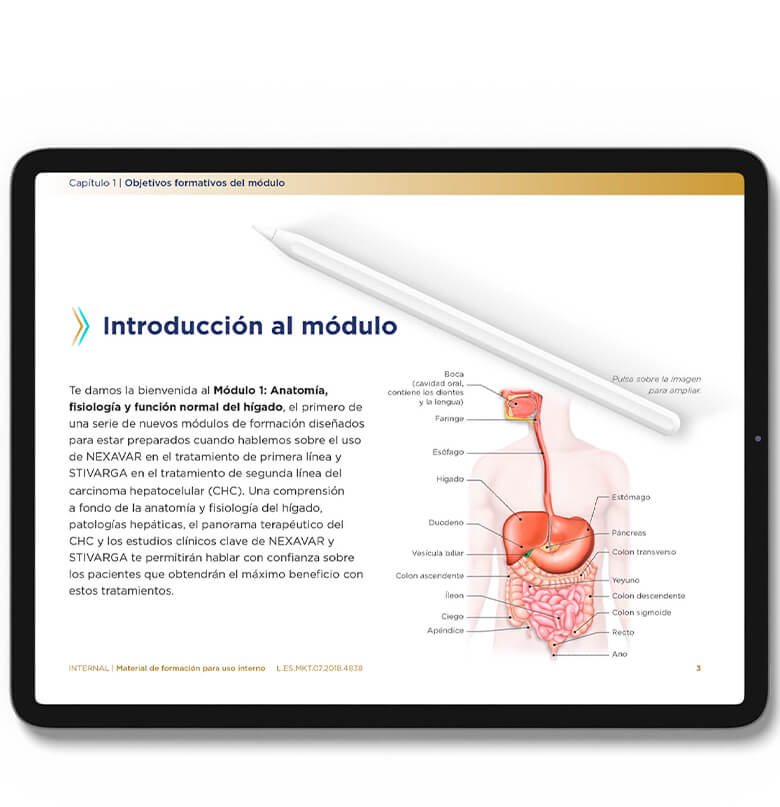 Capítulo 1 | Objetivos formativos del módulo
Introducción al módulo
Te damos la bienvenida al Módulo 1: Anatomía,
fisiología y función normal del hígado, el primero de
una serie de nuevos módulos de formación diseñados
para estar preparados cuando hablemos sobre el uso
de NEXAVAR en el tratamiento de primera línea y
STIVARGA en el tratamiento de segunda línea del
carcinoma hepatocelular (CHC). Una comprensión
a fondo de la anatomía y fisiología del hígado,
patologías hepáticas, el panorama terapéutico del
CHC y los estudios clínicos clave de NEXAVAR y
STIVARGA te permitirán hablar con confianza sobre
los pacientes que obtendrán el máximo beneficio con
estos tratamientos.
Pulsa sobre la imagen
para ampliar.
Boca
(cavidad oral,
contiene los dientes
y la lengua)
Faringe
Esófago
Hígado
Duodeno
Vesícula biliar
Colon ascendente
Íleon
Ciego
Apéndice
Estómago
Páncreas
Colon transverso
Yeyuno
Colon descendente
Colon sigmoide
Recto
Ano
INTERNAL | Material de formación para uso interno L.ES.MKT.07.2018.4838
3